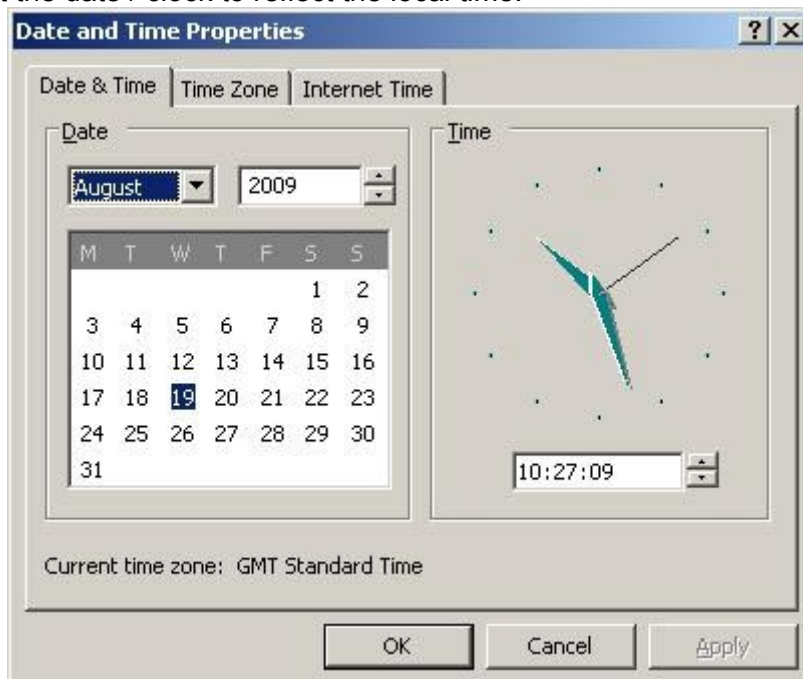 Date and Time Properties
Date & Time
Time Zone
Internet Time
Date
Time
August
2009
M T W T F S S
1 2
3 4 5 6 7 8 9
10 11 12 13 14 15 16
17 18 19 20 21 22 23
24 25 26 27 28 29 30
31
10:27:09
Current time zone: GMT Standard Time
OK
Cancel
Apply